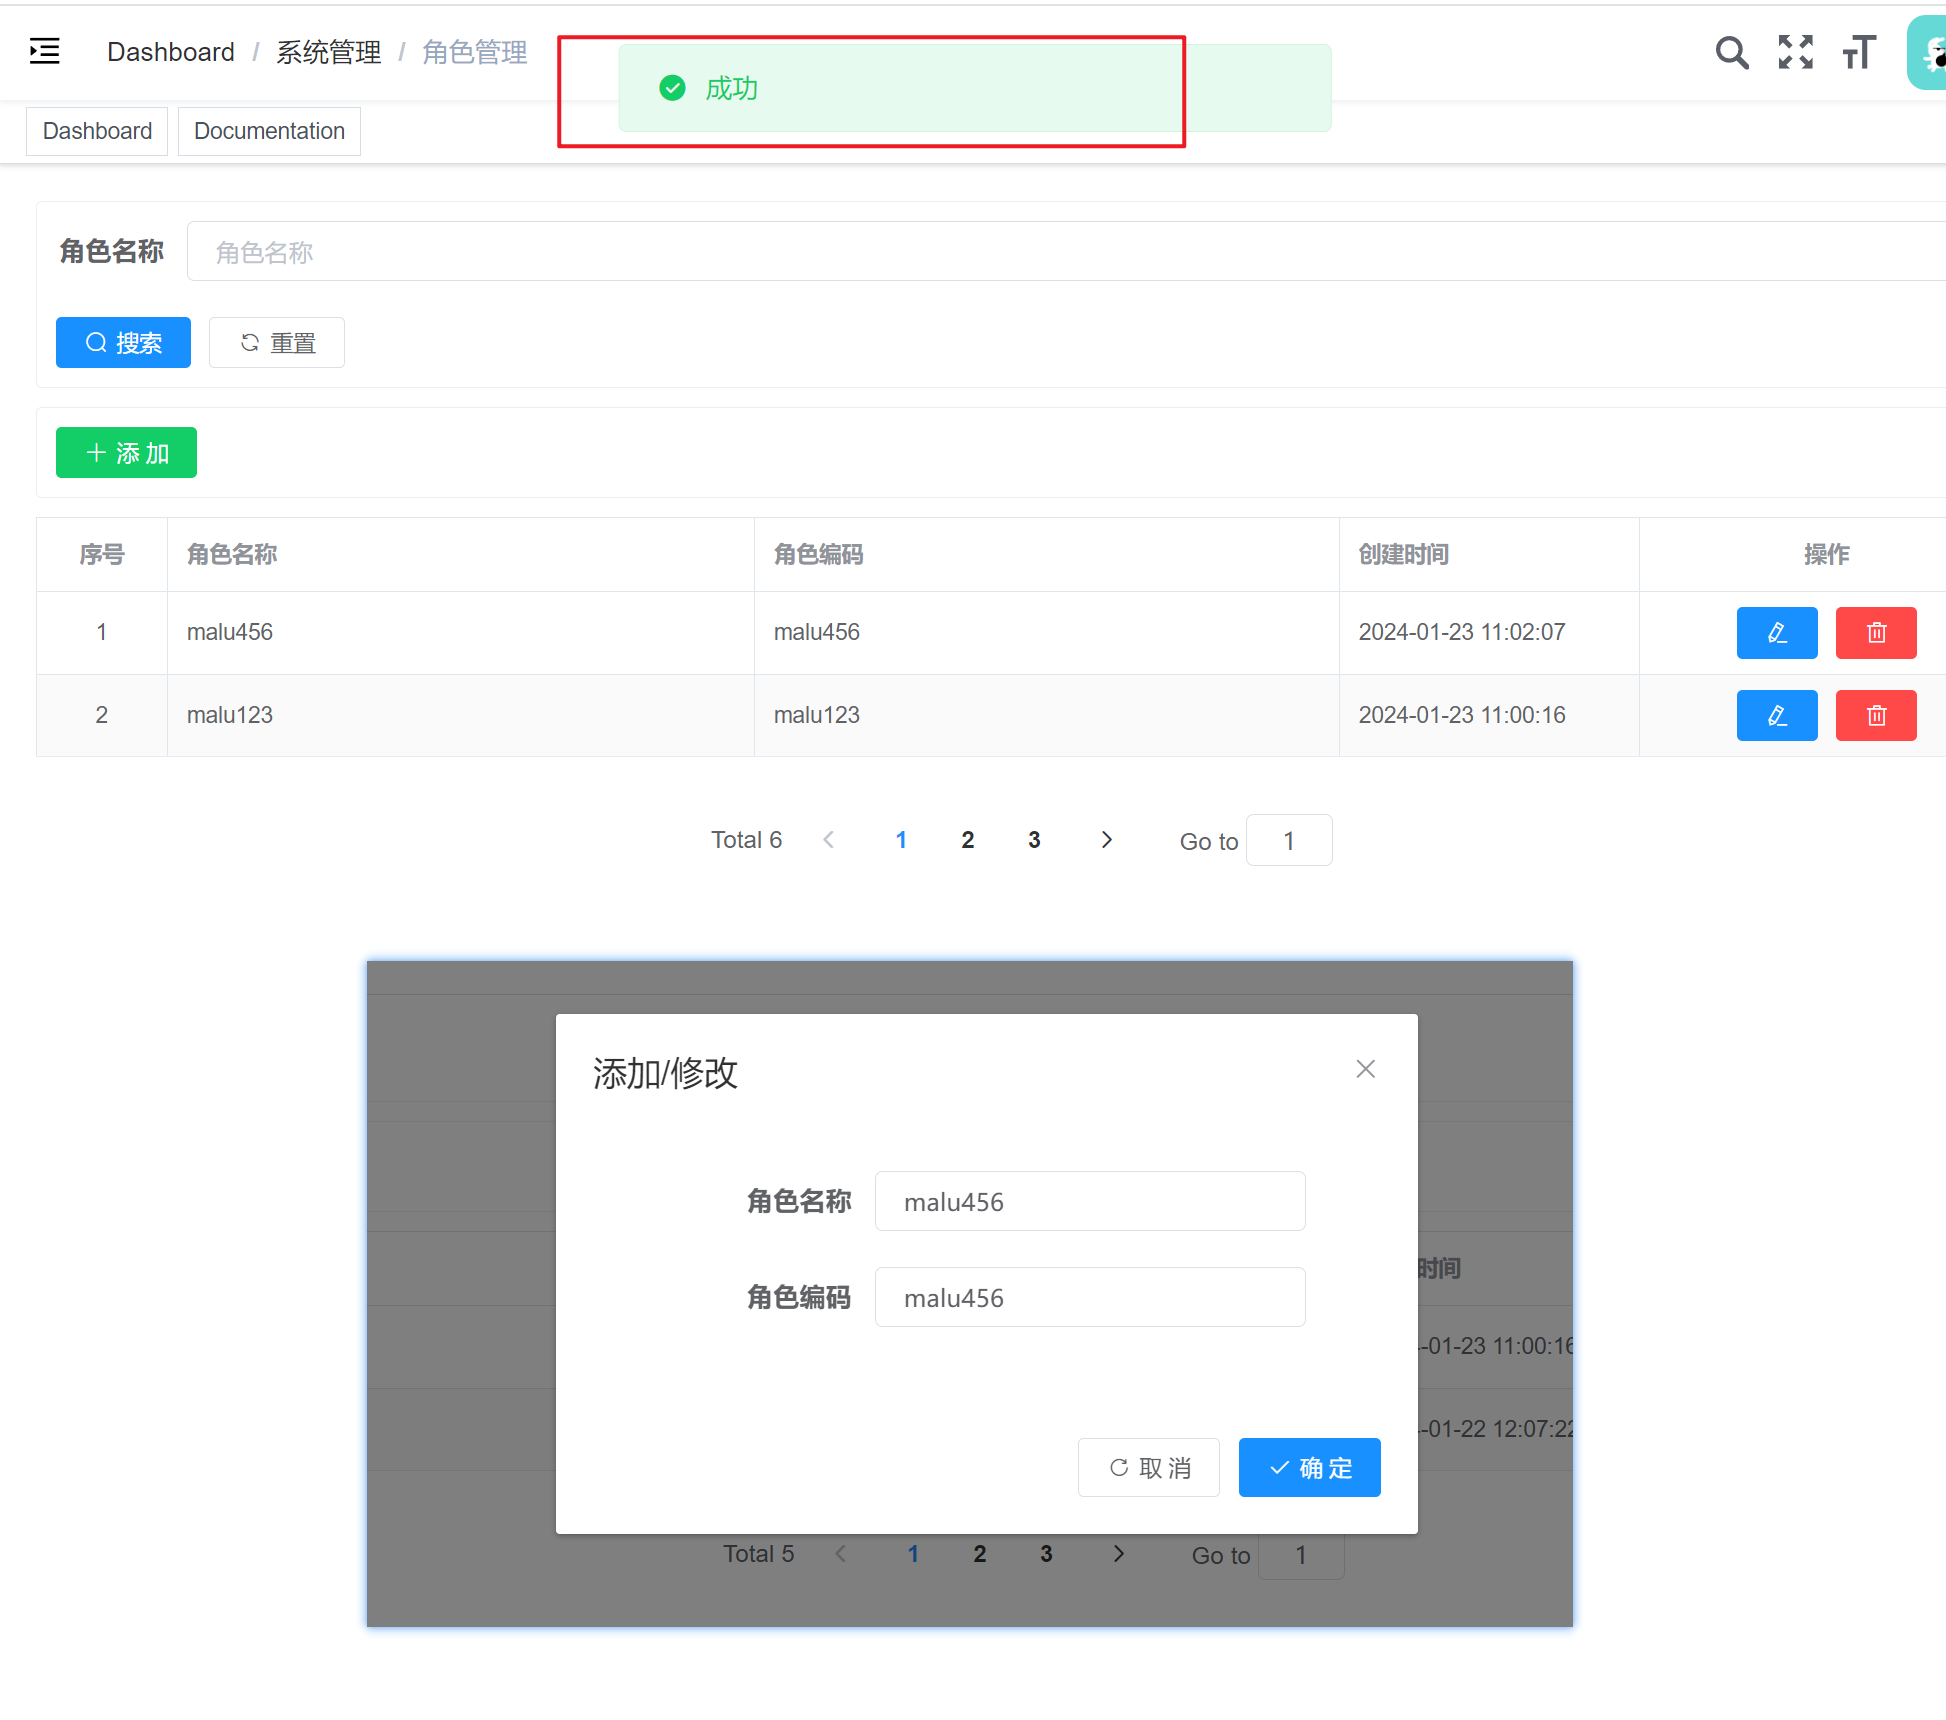 Dashboard / 系统管理 / 角色管理
成功
Dashboard
Documentation
角色名称 角色名称
搜索 重置
添加
序号 角色名称 角色编码 创建时间 操作
1 malu456 malu456 2024-01-23 11:02:07
2 malu123 malu123 2024-01-23 11:00:16
Total 6 1 2 3 Go to 1
添加/修改
角色名称 malu456
角色编码 malu456
时间
-01-23 11:00:16
-01-22 12:07:22
取消 确定
Total 5 1 2 3 Go to 1